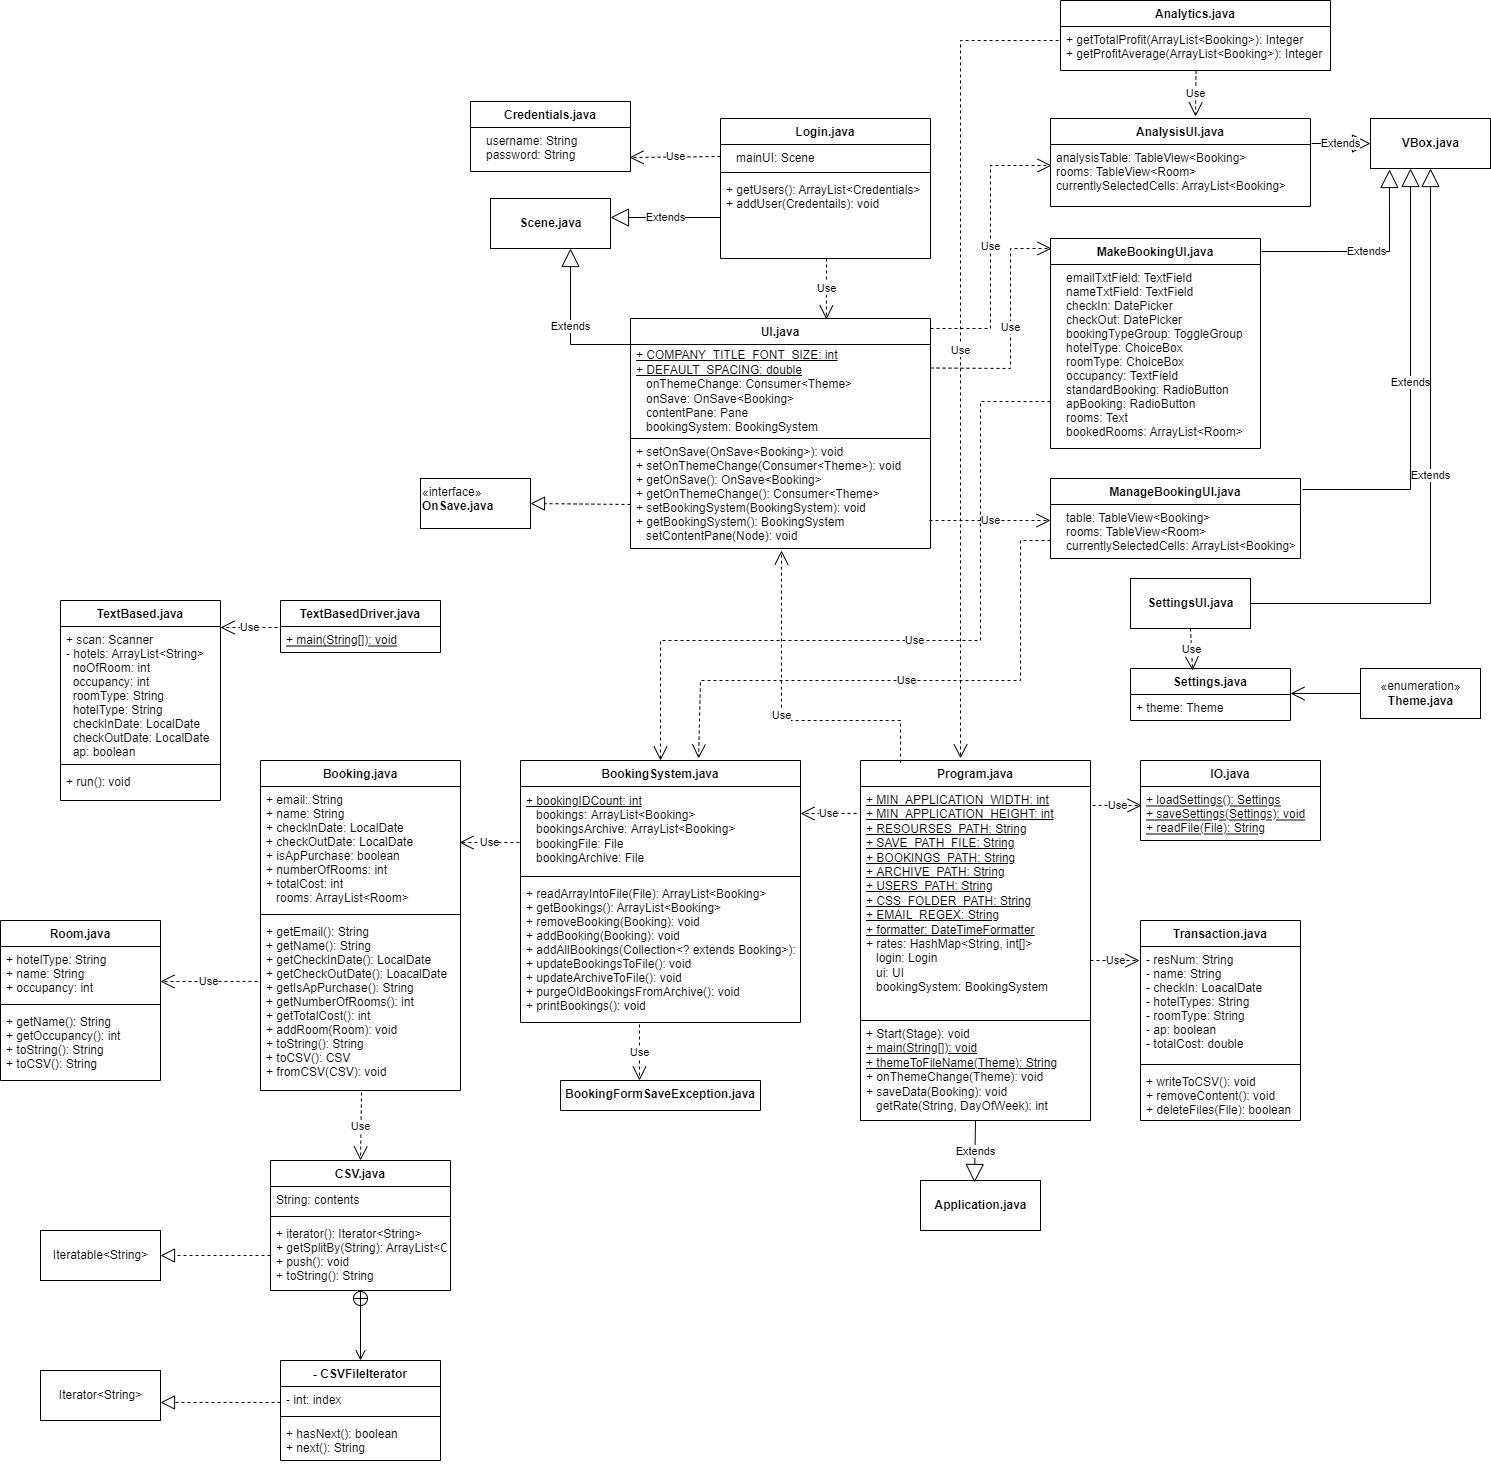 Analytics.java
+ getTotalProfit(ArrayList<Booking>): Integer
+ getProfitAverage(ArrayList<Booking>): Integer
Use
Credentials.java
username: String
password: String
Use
Login.java
mainUI: Scene
+ getUsers(): ArrayList<Credentials>
+ addUser(Credentails): void
AnalysisUI.java
analysisTable: TableView<Booking>
rooms: TableView<Room>
currentlySelectedCells: ArrayList<Booking>
Extends
VBox.java
Scene.java
Extends
Use
Use
MakeBookingUI.java
emailTxtField: TextField
nameTxtField: TextField
checkIn: DatePicker
checkOut: DatePicker
bookingTypeGroup: ToggleGroup
hotelType: ChoiceBox
roomType: ChoiceBox
occupancy: TextField
standardBooking: RadioButton
apBooking: RadioButton
rooms: Text
bookedRooms: ArrayList<Room>
Extends
Extends
UI.java
+ COMPANY_TITLE_FONT_SIZE: int
+ DEFAULT_SPACING: double
onThemeChange: Consumer<Theme>
onSave: OnSave<Booking>
contentPane: Pane
bookingSystem: BookingSystem
+ setOnSave(OnSave<Booking>): void
+ setOnThemeChange(Consumer<Theme>): void
+ getOnSave(): OnSave<Booking>
+ getOnThemeChange(): Consumer<Theme>
+ setBookingSystem(BookingSystem): void
+ getBookingSystem(): BookingSystem
setContentPane(Node): void
Use
Use
Extends
Extends
«interface»
OnSave.java
Use
ManageBookingUI.java
table: TableView<Booking>
rooms: TableView<Room>
currentlySelectedCells: ArrayList<Booking>
SettingsUI.java
Use
Settings.java
+ theme: Theme
«enumeration»
Theme.java
TextBased.java
+ scan: Scanner
- hotels: ArrayList<String>
noOfRoom: int
occupancy: int
roomType: String
hotelType: String
checkInDate: LocalDate
checkOutDate: LocalDate
ap: boolean
+ run(): void
Use
TextBasedDriver.java
+ main(String[]): void
Use
Use
Use
Booking.java
+ email: String
+ name: String
+ checkInDate: LocalDate
+ checkOutDate: LocalDate
+ isApPurchase: boolean
+ numberOfRooms: int
+ totalCost: int
rooms: ArrayList<Room>
+ getEmail(): String
+ getName(): String
+ getCheckInDate(): LocalDate
+ getCheckOutDate(): LoacalDate
+ getIsApPurchase(): String
+ getNumberOfRooms(): int
+ getTotalCost(): int
+ addRoom(Room): void
+ toString(): String
+ toCSV(): CSV
+ fromCSV(CSV): void
Use
BookingSystem.java
+ bookingIDCount: int
bookings: ArrayList<Booking>
bookingsArchive: ArrayList<Booking>
bookingFile: File
bookingArchive: File
+ readArrayIntoFile(File): ArrayList<Booking>
+ getBookings(): ArrayList<Booking>
+ removeBooking(Booking): void
+ addBooking(Booking): void
+ addAllBookings(Collection<? extends Booking>):
+ updateBookingsToFile(): void
+ updateArchiveToFile(): void
+ purgeOldBookingsFromArchive(): void
+ printBookings(): void
Use
Program.java
+ MIN_APPLICATION_WIDTH: int
+ MIN_APPLICATION_HEIGHT: int
+ RESOURSES_PATH: String
+ SAVE_PATH_FILE: String
+ BOOKINGS_PATH: String
+ ARCHIVE_PATH: String
+ USERS_PATH: String
+ CSS_FOLDER_PATH: String
+ EMAIL_REGEX: String
+ formatter: DateTimeFormatter
+ rates: HashMap<String, int[]>
login: Login
ui: UI
bookingSystem: BookingSystem
+ Start(Stage): void
+ main(String[]): void
+ themeToFileName(Theme): String
+ onThemeChange(Theme): void
+ saveData(Booking): void
getRate(String, DayOfWeek): int
Use
IO.java
+ loadSettings(): Settings
+ saveSettings(Settings): void
+ readFile(File): String
Use
Transaction.java
- resNum: String
- name: String
- checkIn: LoacalDate
- hotelTypes: String
- roomType: String
- ap: boolean
- totalCost: double
+ writeToCSV(): void
+ removeContent(): void
+ deleteFiles(File): boolean
Room.java
+ hotelType: String
+ name: String
+ occupancy: int
+ getName(): String
+ getOccupancy(): int
+ toString(): String
+ toCSV(): String
Use
Use
BookingFormSaveException.java
Extends
Application.java
Use
CSV.java
String: contents
+ iterator(): Iterator<String>
+ getSplitBy(String): ArrayList<C
+ push(): void
+ toString(): String
Iteratable<String>
- CSVFileIterator
- int: index
+ hasNext(): boolean
+ next(): String
Iterator<String>